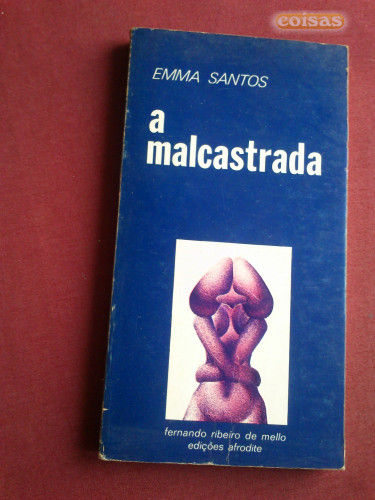 coisas
EMMA SANTOS
a
malcastrada
fernando ribeiro de mello
edições afrodite